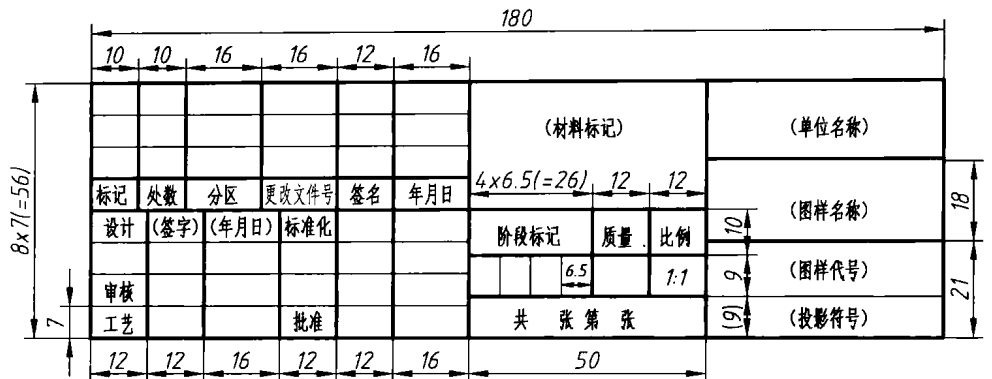 180
10 10 16 16 12 16
(材料标记) (单位名称)
8x7(=56)
4x6.5(=26) 12 12
标记 处数 分区 更改文件号 签名 年月日
18
设计 (签字) (年月日) 标准化
阶段标记 质量 比例 10 (图样名称)
6.5 1:1 9 (图样代号)
21
审核
7 工艺 批准 共 张 第 张 (9) (投影符号)
12 12 16 12 12 16 50